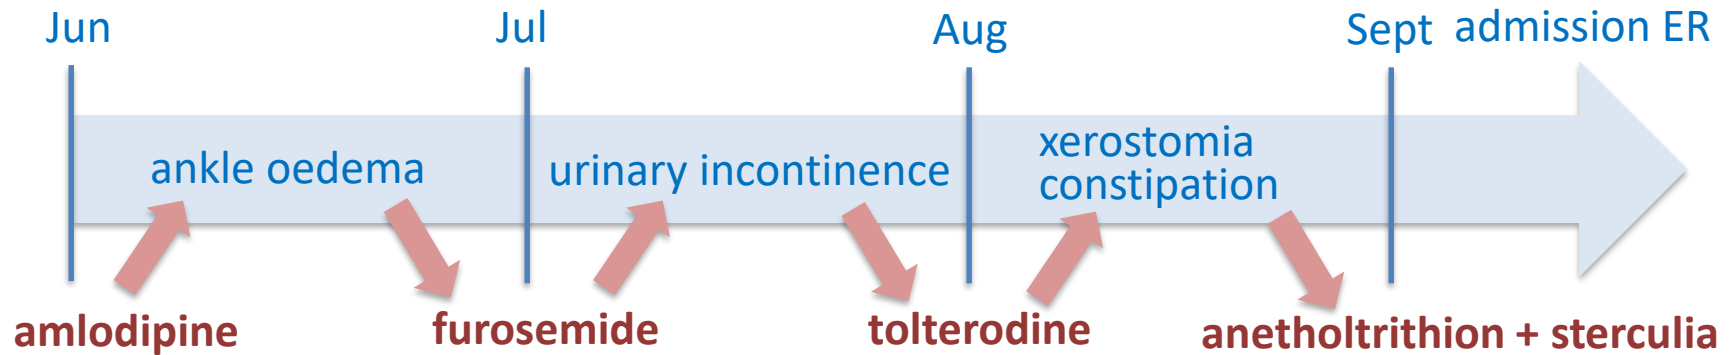 Jun
Jul
Aug
Sept
admission ER
ankle oedema
urinary incontinence
xerostomia
constipation
amlodipine
furosemide
tolterodine
anetholtrithion + sterculia